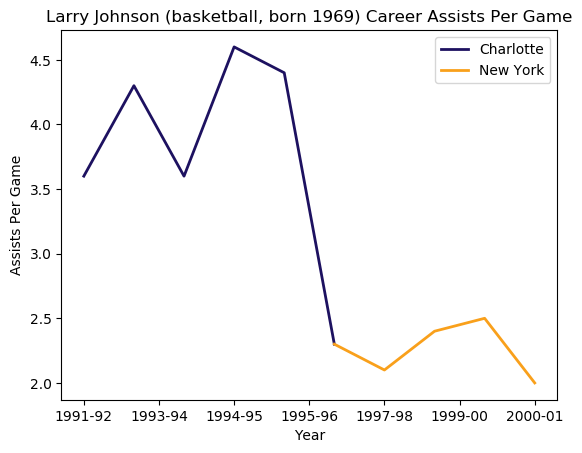 Larry Johnson (basketball, born 1969) Career Assists Per Game
Charlotte
New York
4.5
4.0
3.5
3.0
2.5
2.0
Assists Per Game
1991-92 1993-94 1994-95 1995-96 1997-98 1999-00 2000-01
Year